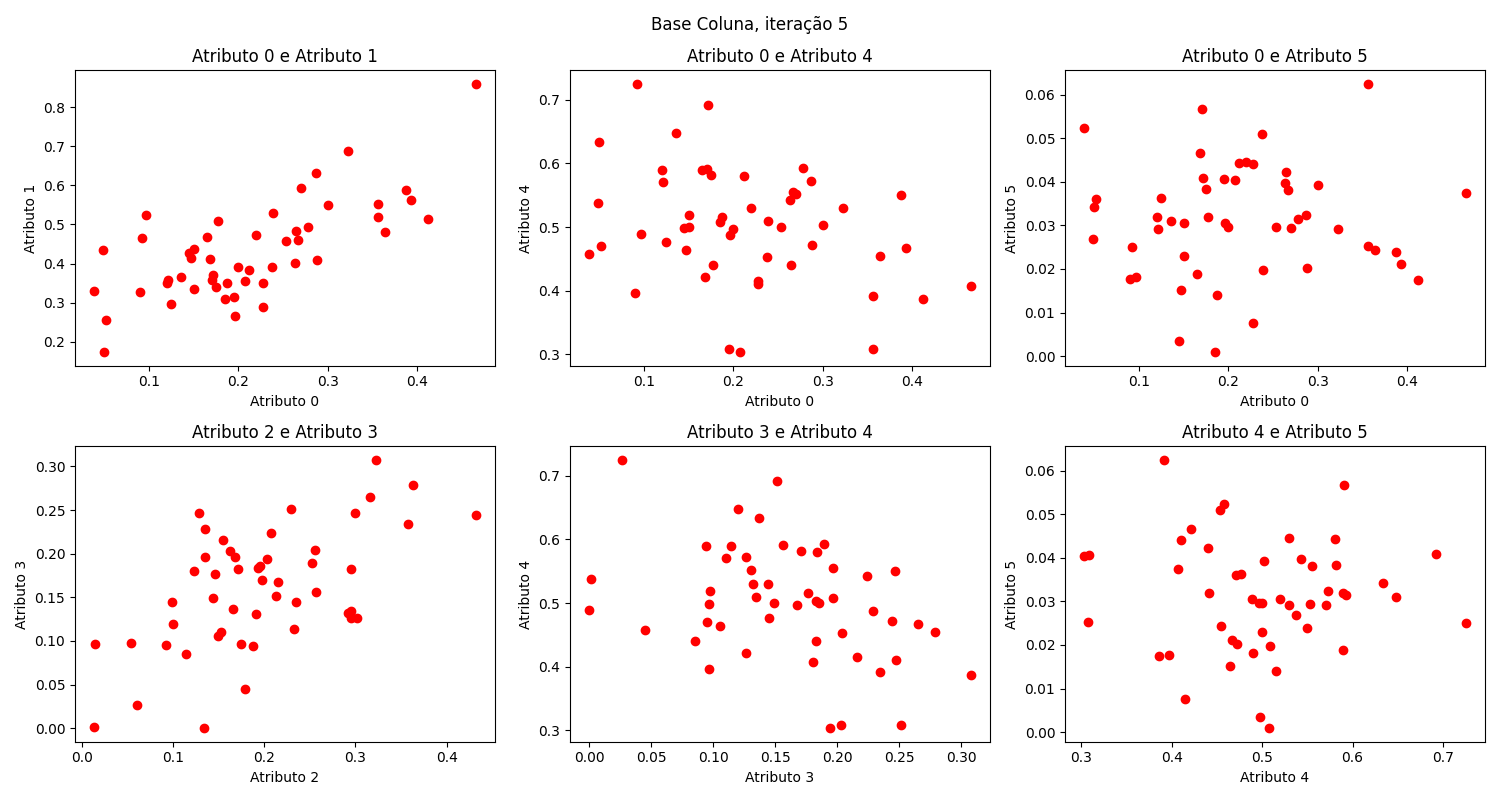 Base Coluna, iteração 5
Atributo 0 e Atributo 1
Atributo 0 e Atributo 4
Atributo 0 e Atributo 5
Atributo 1
0.8
0.7
0.6
0.5
0.4
0.3
0.2
0.1 0.2 0.3 0.4
Atributo 0
Atributo 4
0.7
0.6
0.5
0.4
0.3
0.1 0.2 0.3 0.4
Atributo 0
Atributo 5
0.06
0.05
0.04
0.03
0.02
0.01
0.00
0.1 0.2 0.3 0.4
Atributo 0
Atributo 2 e Atributo 3
Atributo 3 e Atributo 4
Atributo 4 e Atributo 5
Atributo 3
0.30
0.25
0.20
0.15
0.10
0.05
0.00
0.0 0.1 0.2 0.3 0.4
Atributo 2
Atributo 4
0.7
0.6
0.5
0.4
0.3
0.00 0.05 0.10 0.15 0.20 0.25 0.30
Atributo 3
Atributo 5
0.06
0.05
0.04
0.03
0.02
0.01
0.00
0.3 0.4 0.5 0.6 0.7
Atributo 4